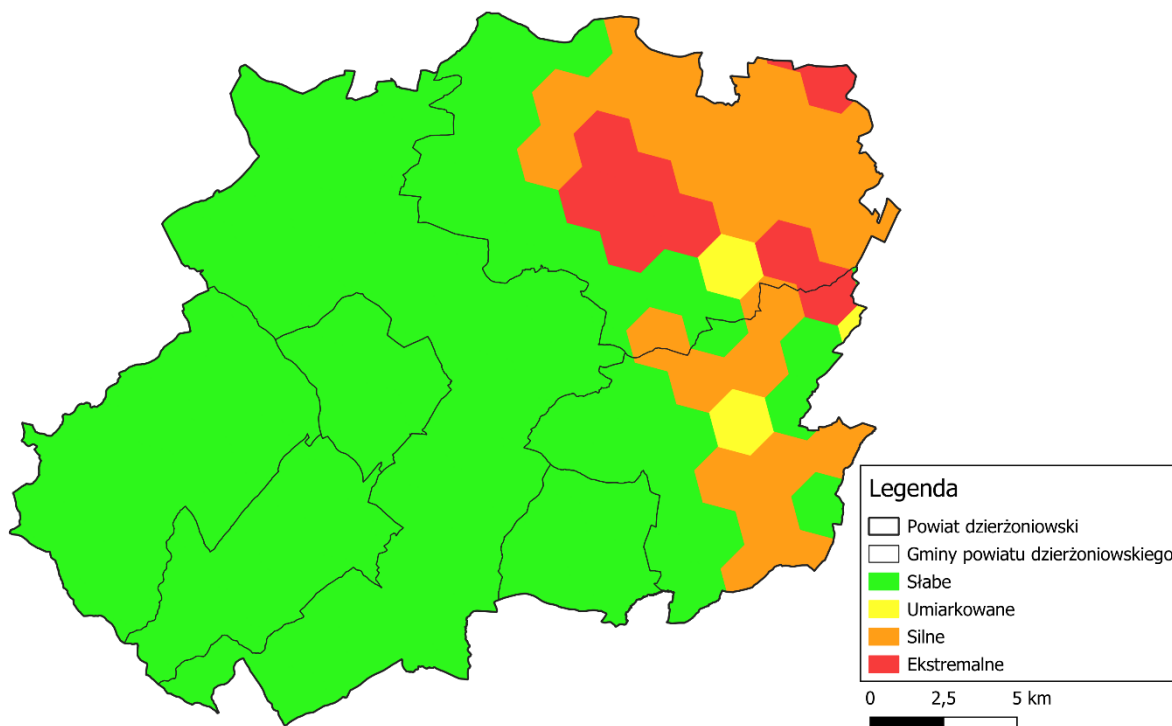 Legenda
Powiat dzierżoniowski
Gminy powiatu dzierżoniowskiego
Słabe
Umiarkowane
Silne
Ekstremalne
0 2,5 5 km